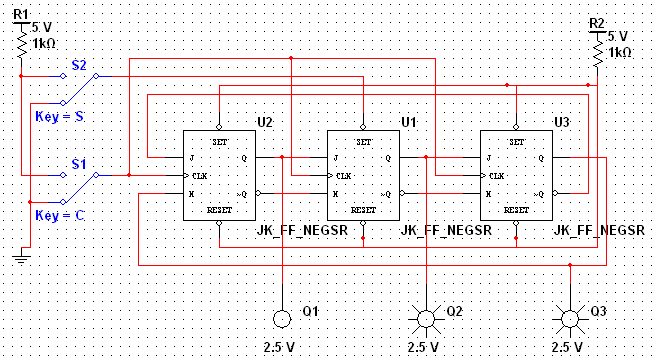 R1
5 V
1kΩ
R2
5 V
1kΩ
S2
Key = S
S1
Key = C
U2
SET
J
Q
CLK
K
~Q
RESET
JK_FF_NEGSR
U1
SET
J
Q
CLK
K
~Q
RESET
JK_FF_NEGSR
U3
SET
J
Q
CLK
K
~Q
RESET
JK_FF_NEGSR
Q1
2.5 V
Q2
2.5 V
Q3
2.5 V